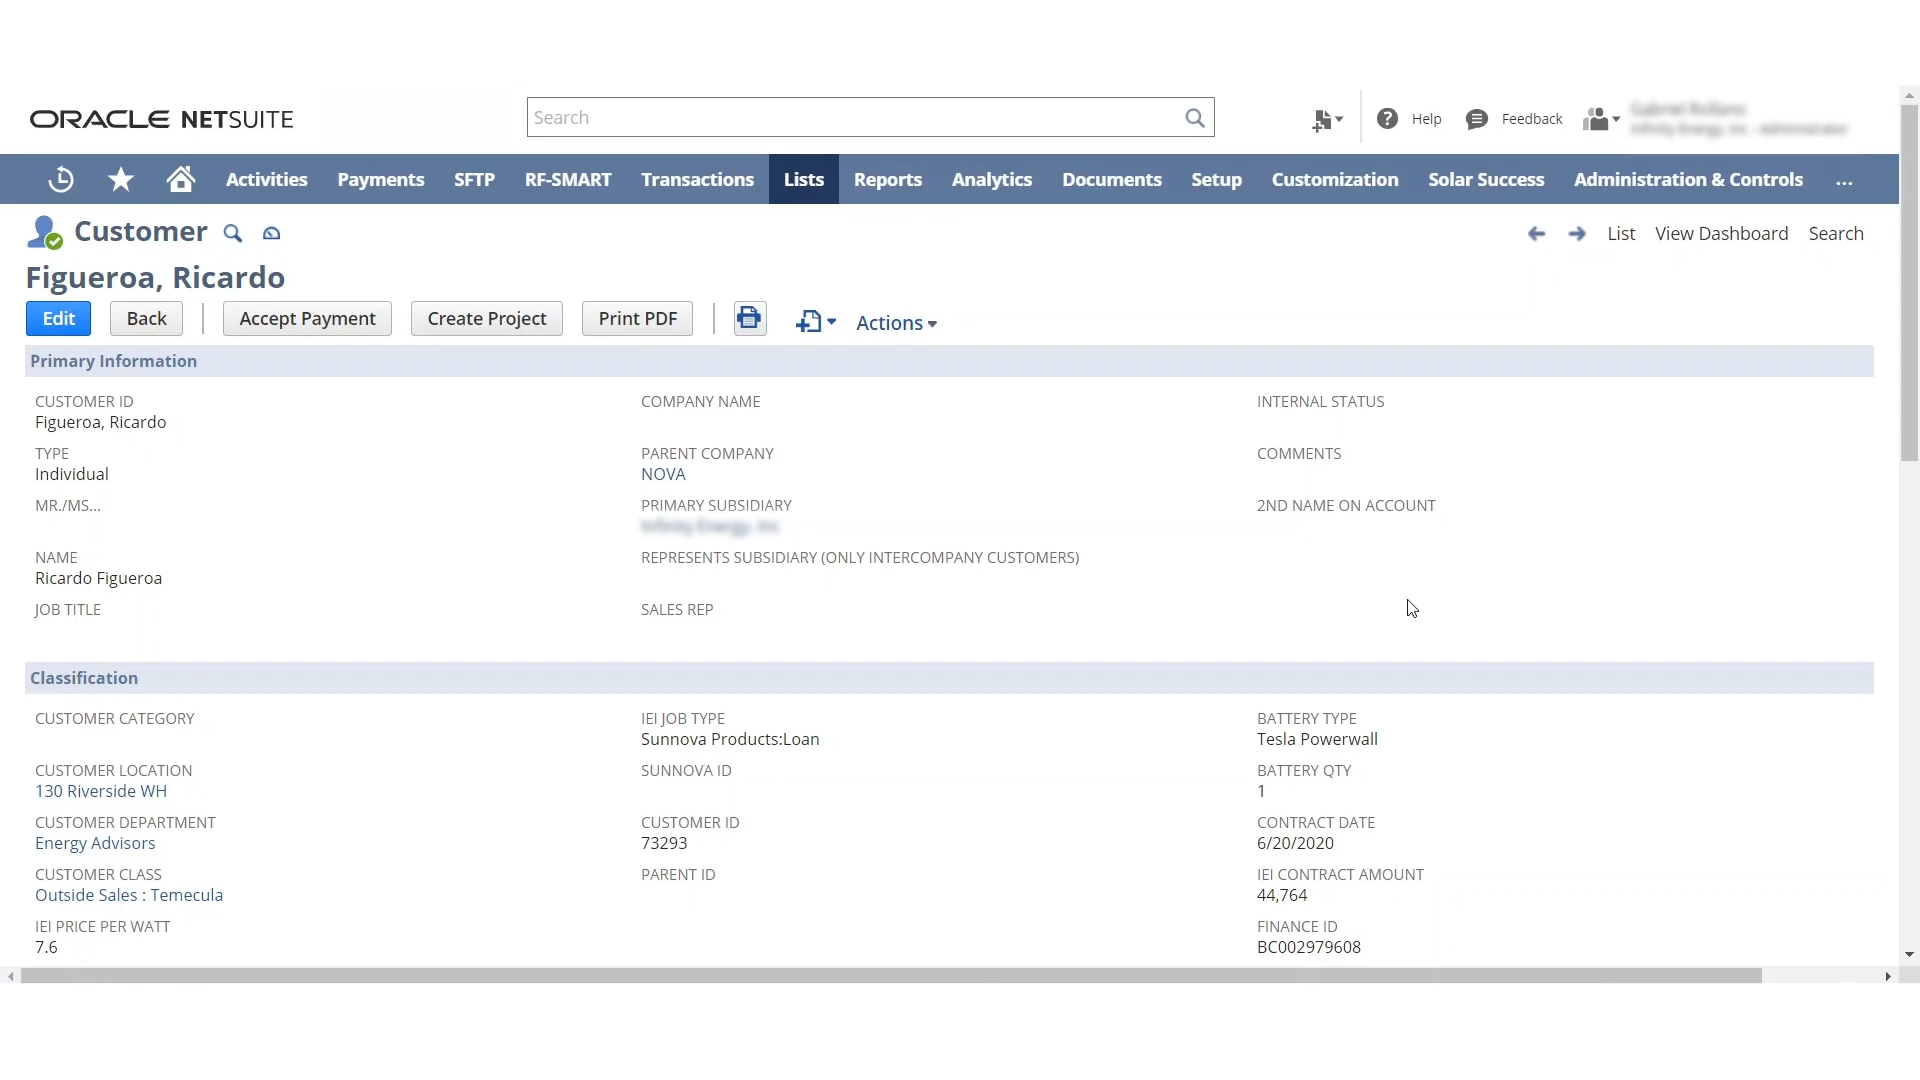 ORACLE NETSUITE
Search
Help
Feedback
Activities Payments SFTP RF-SMART Transactions Lists Reports Analytics Documents Setup Customization Solar Success Administration & Controls ...
Customer
List View Dashboard Search
Figueroa, Ricardo
Edit Back Accept Payment Create Project Print PDF Actions
Primary Information
CUSTOMER ID
Figueroa, Ricardo
TYPE
Individual
MR./MS...
NAME
Ricardo Figueroa
JOB TITLE
COMPANY NAME
PARENT COMPANY
NOVA
PRIMARY SUBSIDIARY
REPRESENTS SUBSIDIARY (ONLY INTERCOMPANY CUSTOMERS)
SALES REP
INTERNAL STATUS
COMMENTS
2ND NAME ON ACCOUNT
Classification
CUSTOMER CATEGORY
CUSTOMER LOCATION
130 Riverside WH
CUSTOMER DEPARTMENT
Energy Advisors
CUSTOMER CLASS
Outside Sales : Temecula
IEI PRICE PER WATT
7.6
IEI JOB TYPE
Sunnova Products:Loan
SUNNOVA ID
CUSTOMER ID
73293
PARENT ID
BATTERY TYPE
Tesla Powerwall
BATTERY QTY
1
CONTRACT DATE
6/20/2020
IEI CONTRACT AMOUNT
44,764
FINANCE ID
BC002979608